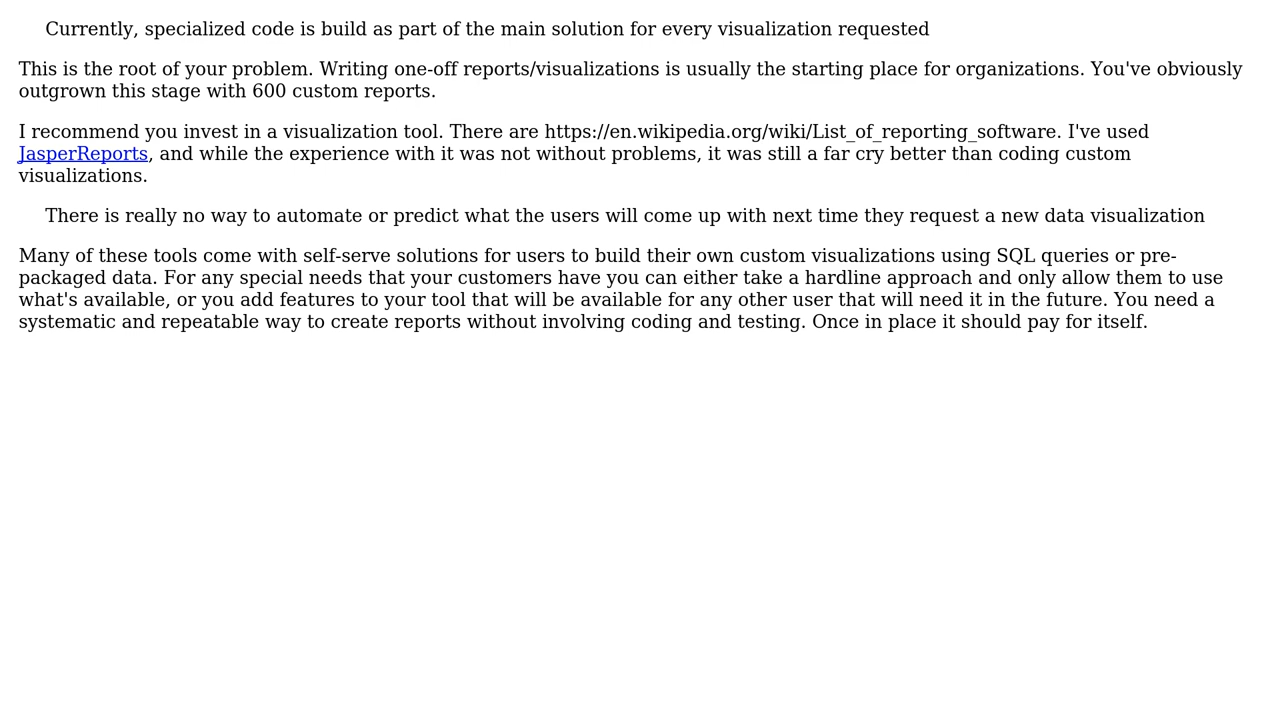 Currently, specialized code is build as part of the main solution for every visualization requested
This is the root of your problem. Writing one-off reports/visualizations is usually the starting place for organizations. You've obviously
outgrown this stage with 600 custom reports.
I recommend you invest in a visualization tool. There are https://en.wikipedia.org/wiki/List_of_reporting_software. I've used
JasperReports, and while the experience with it was not without problems, it was still a far cry better than coding custom
visualizations.
There is really no way to automate or predict what the users will come up with next time they request a new data visualization
Many of these tools come with self-serve solutions for users to build their own custom visualizations using SQL queries or pre-
packaged data. For any special needs that your customers have you can either take a hardline approach and only allow them to use
what's available, or you add features to your tool that will be available for any other user that will need it in the future. You need a
systematic and repeatable way to create reports without involving coding and testing. Once in place it should pay for itself.